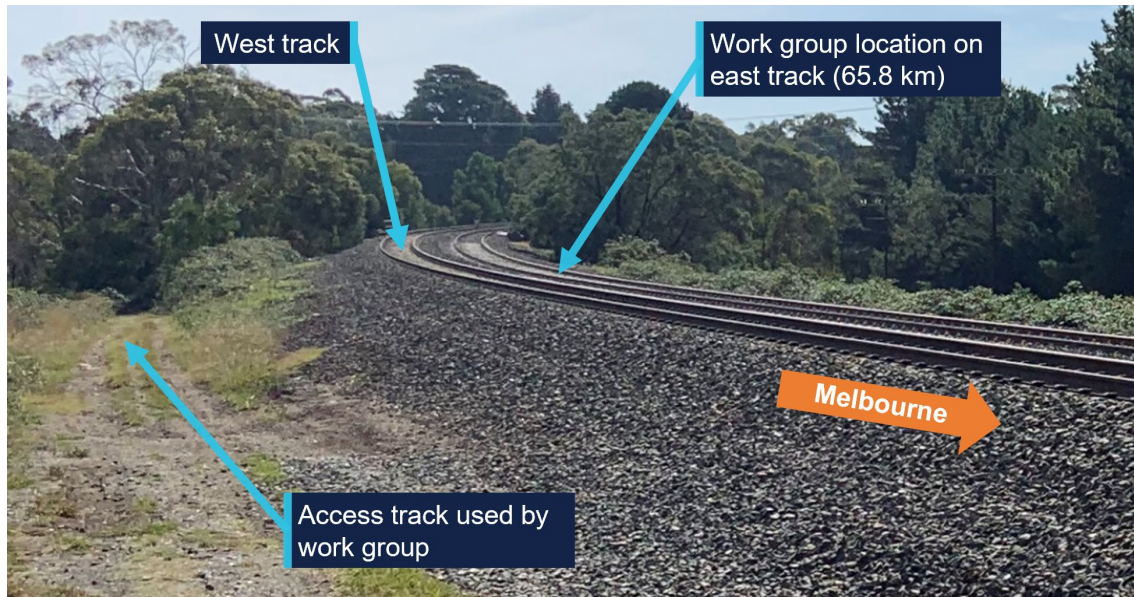 West track
Work group location on
east track (65.8 km)
Melbourne
Access track used by
work group